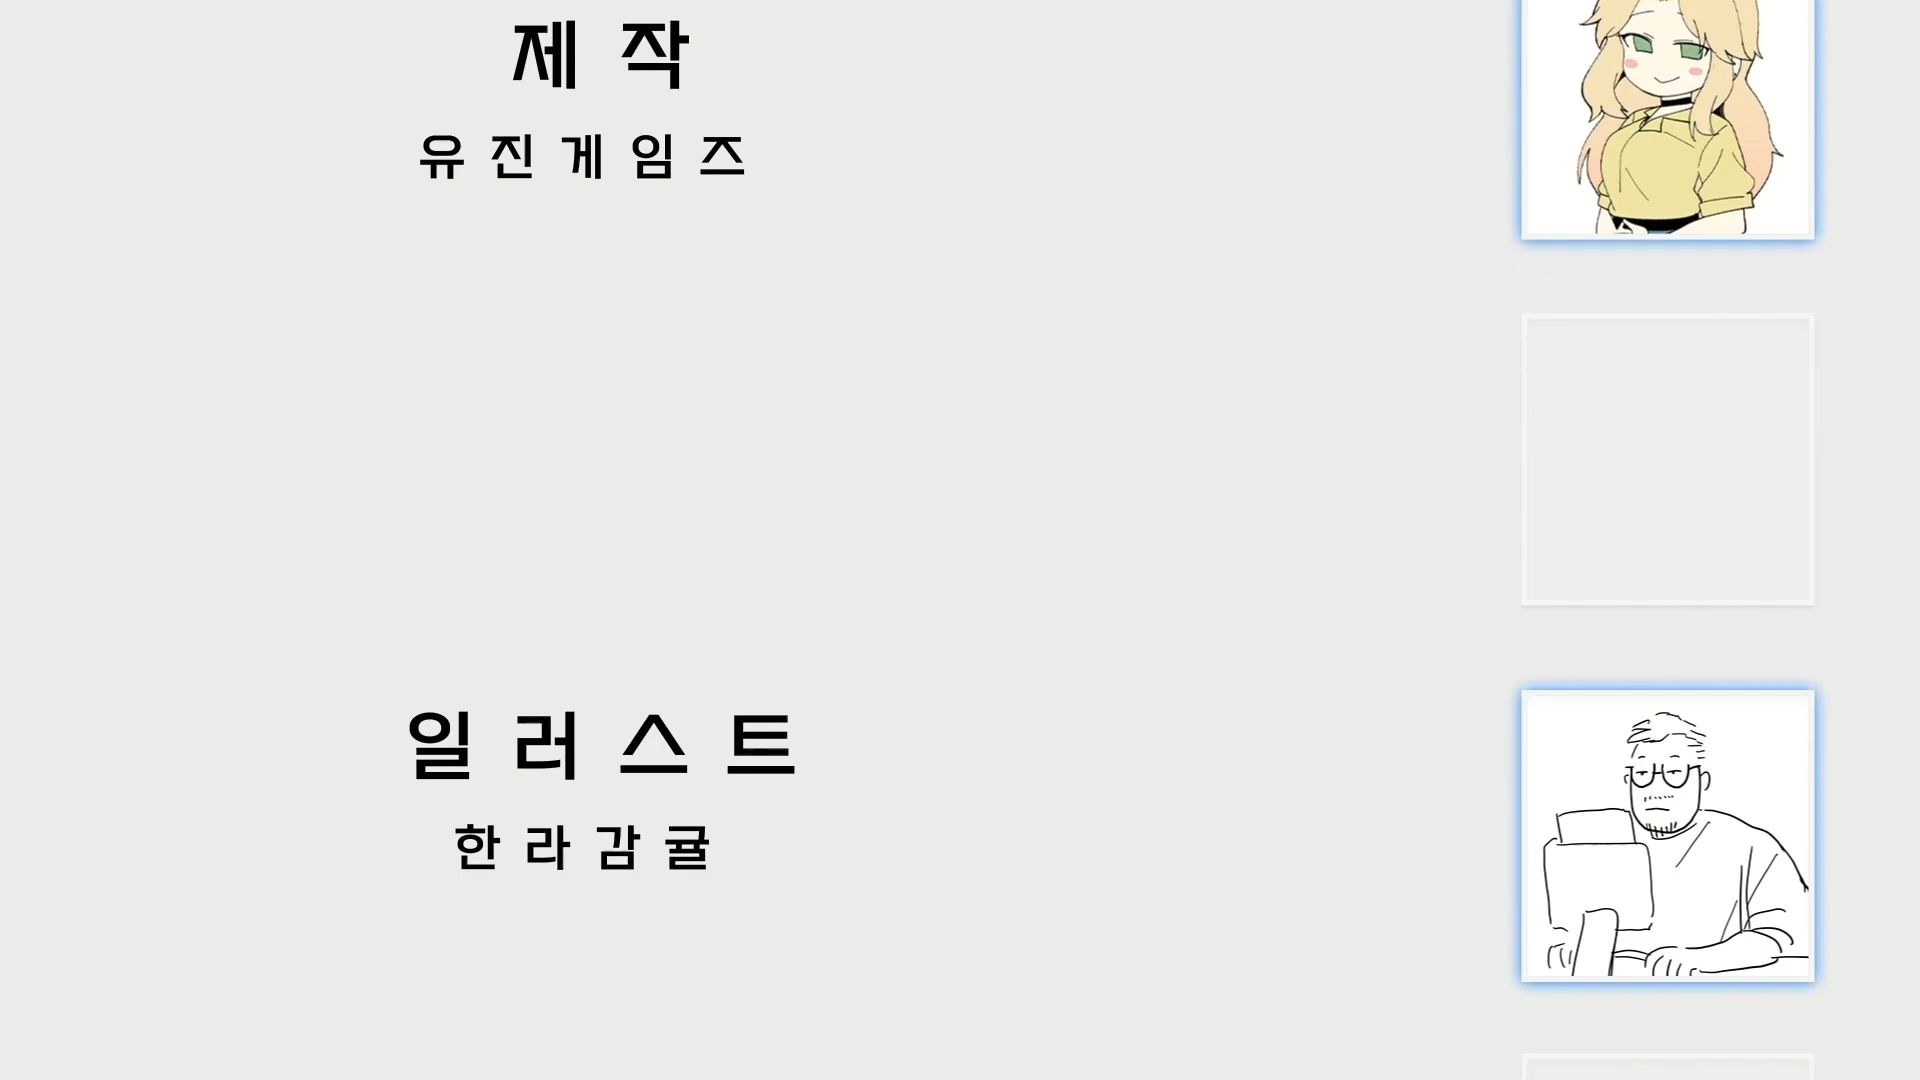 제 작
유 진 게 임 즈
일 러 스 트
한 라 감 귤